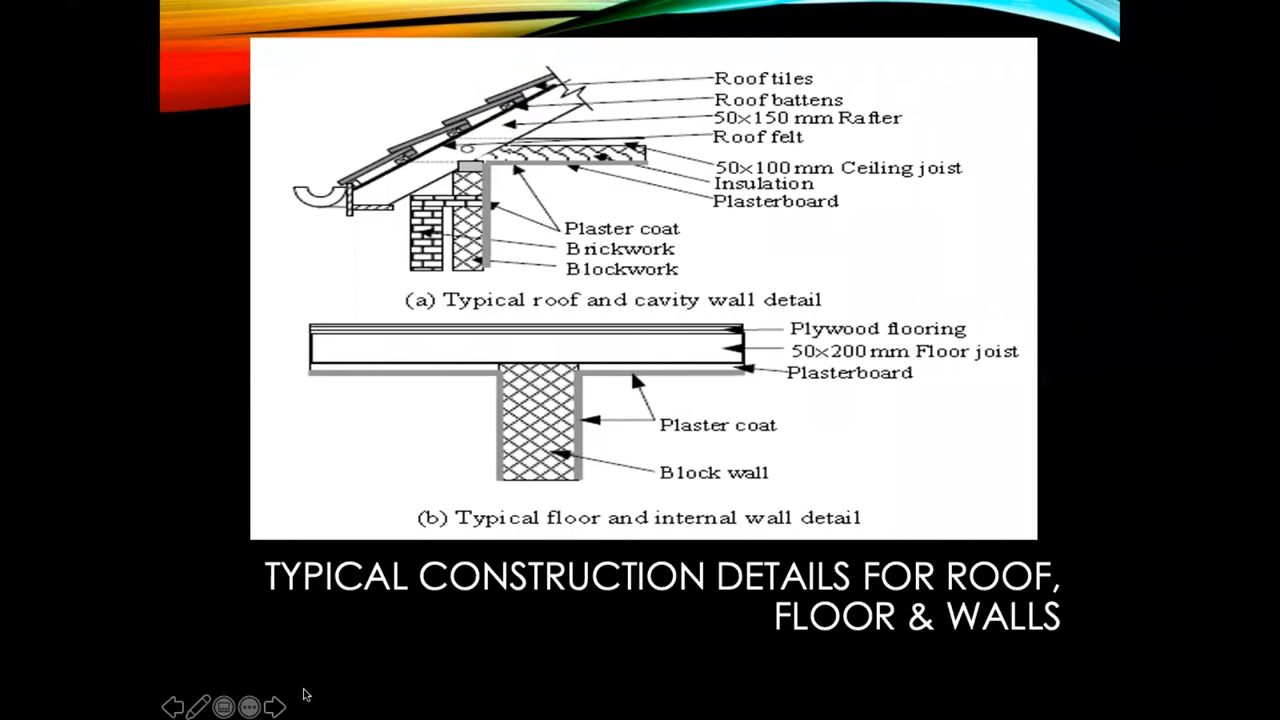 Roof tiles
Roof battens
50×150 mm Rafter
Roof felt
50×100 mm Ceiling joist
Insulation
Plasterboard
Plaster coat
Brickwork
Blockwork
(a) Typical roof and cavity wall detail
Plywood flooring
50×200 mm Floor joist
Plasterboard
Plaster coat
Block wall
(b) Typical floor and internal wall detail
TYPICAL CONSTRUCTION DETAILS FOR ROOF,
FLOOR & WALLS